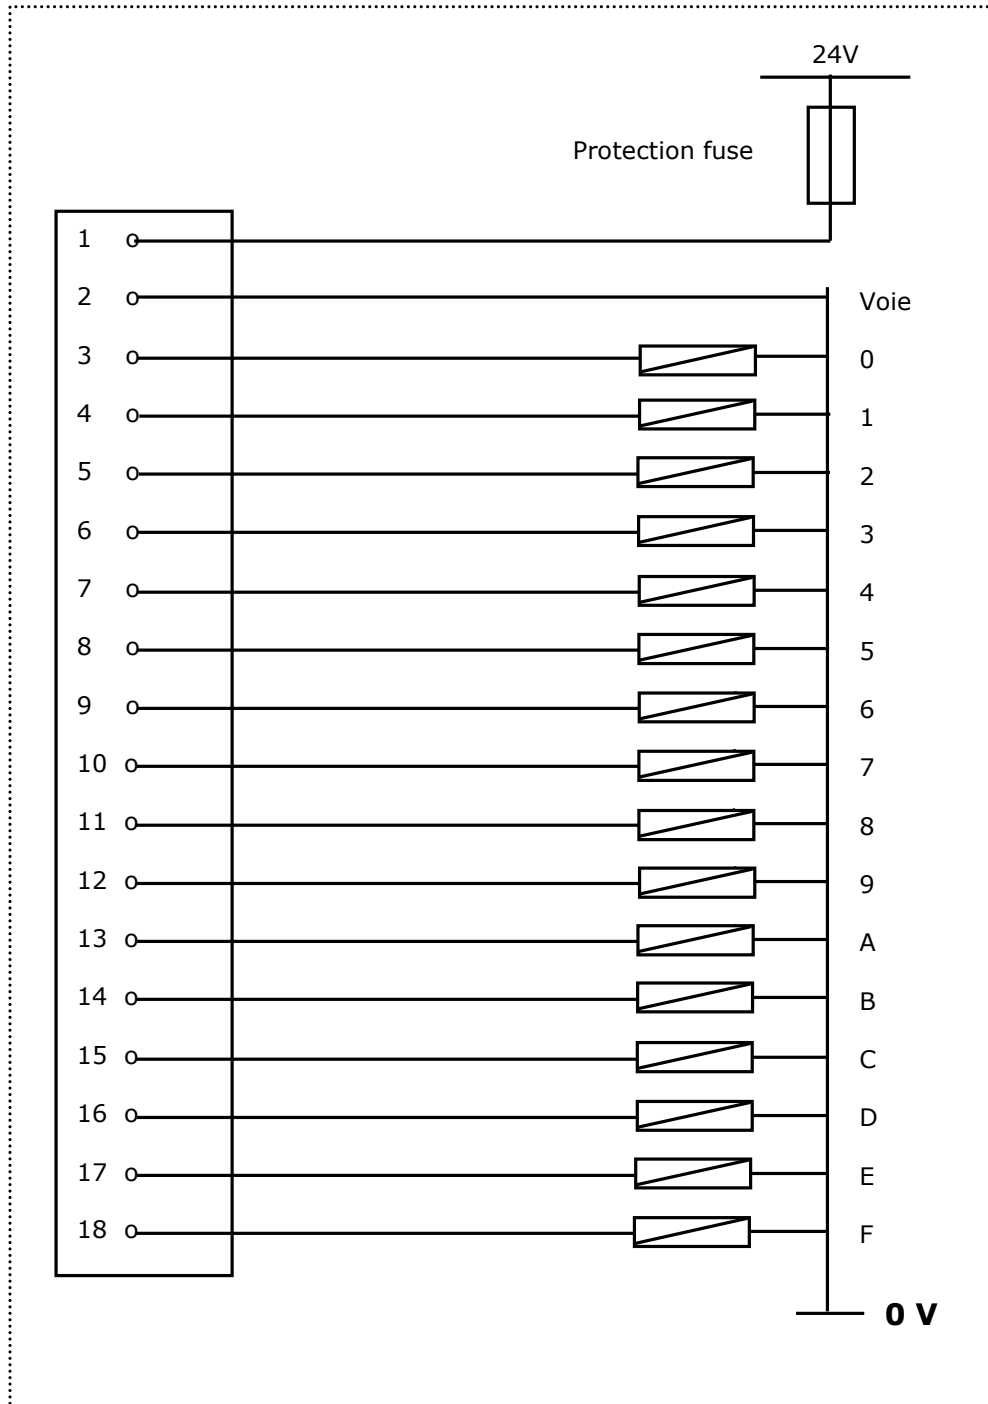 24V
Protection fuse
1 o
2 o Voie
3 o 0
4 o 1
5 o 2
6 o 3
7 o 4
8 o 5
9 o 6
10 o 7
11 o 8
12 o 9
13 o A
14 o B
15 o C
16 o D
17 o E
18 o F
0 V